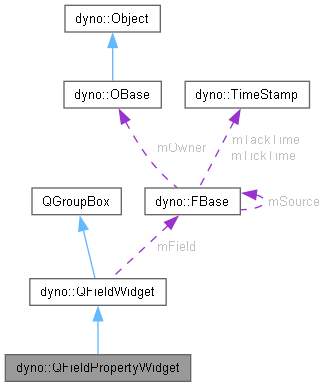 dyno::Object
dyno::OBase
dyno::TimeStamp
mOwner
mTackTime
mTickTime
QGroupBox
dyno::FBase
mSource
mField
dyno::QFieldWidget
dyno::QFieldPropertyWidget